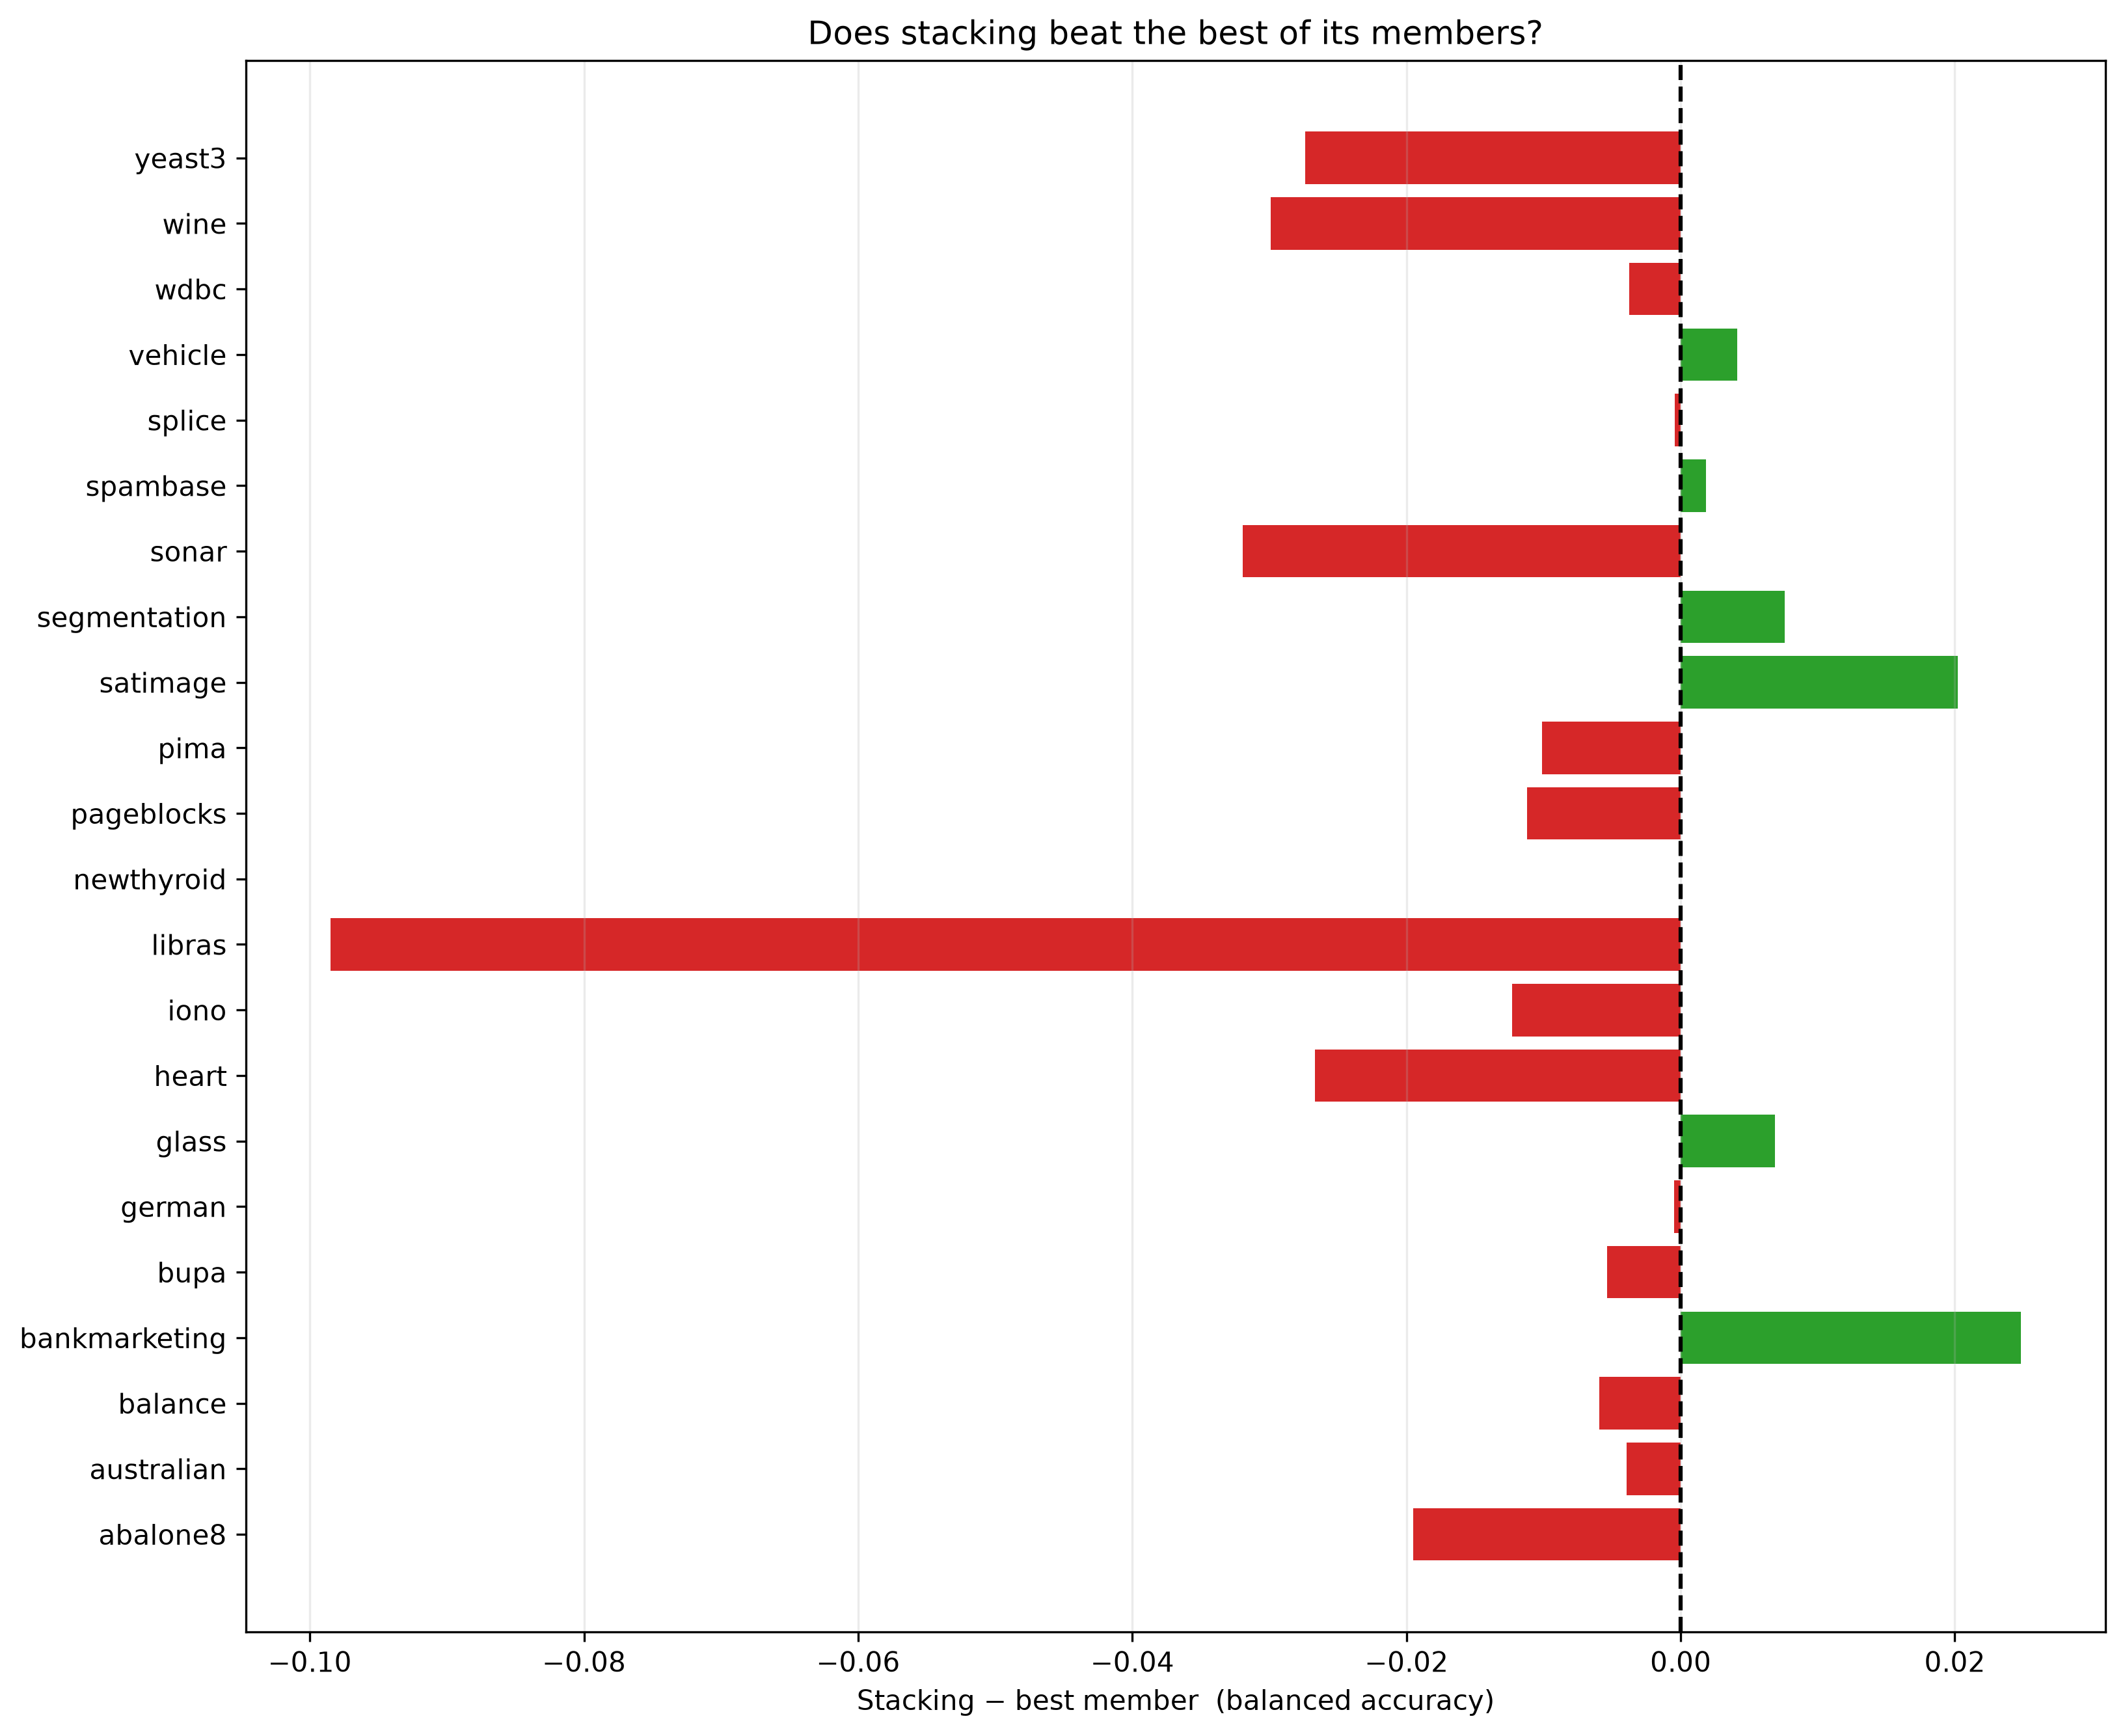 Does stacking beat the best of its members?
yeast3
wine
wdbc
vehicle
splice
spambase
sonar
segmentation
satimage
pima
pageblocks
newthyroid
libras
iono
heart
glass
german
bupa
bankmarketing
balance
australian
abalone8
−0.10 −0.08 −0.06 −0.04 −0.02 0.00 0.02
Stacking − best member (balanced accuracy)